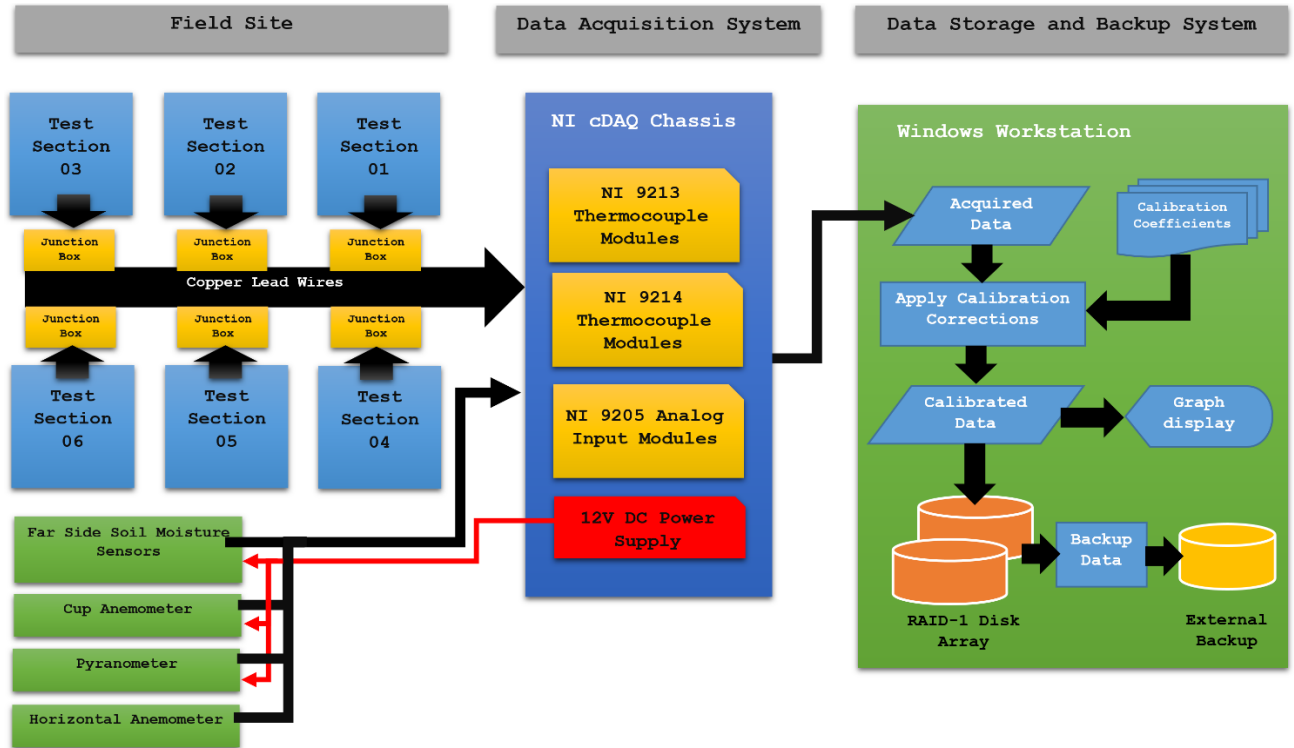 Field Site
Data Acquisition System
Data Storage and Backup System
Test
Section
03
Test
Section
02
Test
Section
01
Junction
Box
Junction
Box
Junction
Box
Copper Lead Wires
Junction
Box
Junction
Box
Junction
Box
Test
Section
06
Test
Section
05
Test
Section
04
Far Side Soil Moisture
Sensors
Cup Anemometer
Pyranometer
Horizontal Anemometer
NI cDAQ Chassis
NI 9213
Thermocouple
Modules
NI 9214
Thermocouple
Modules
NI 9205 Analog
Input Modules
12V DC Power
Supply
Windows Workstation
Acquired
Data
Calibration
Coefficients
Apply Calibration
Corrections
Calibrated
Data
Graph
display
Backup
Data
RAID-1 Disk
Array
External
Backup